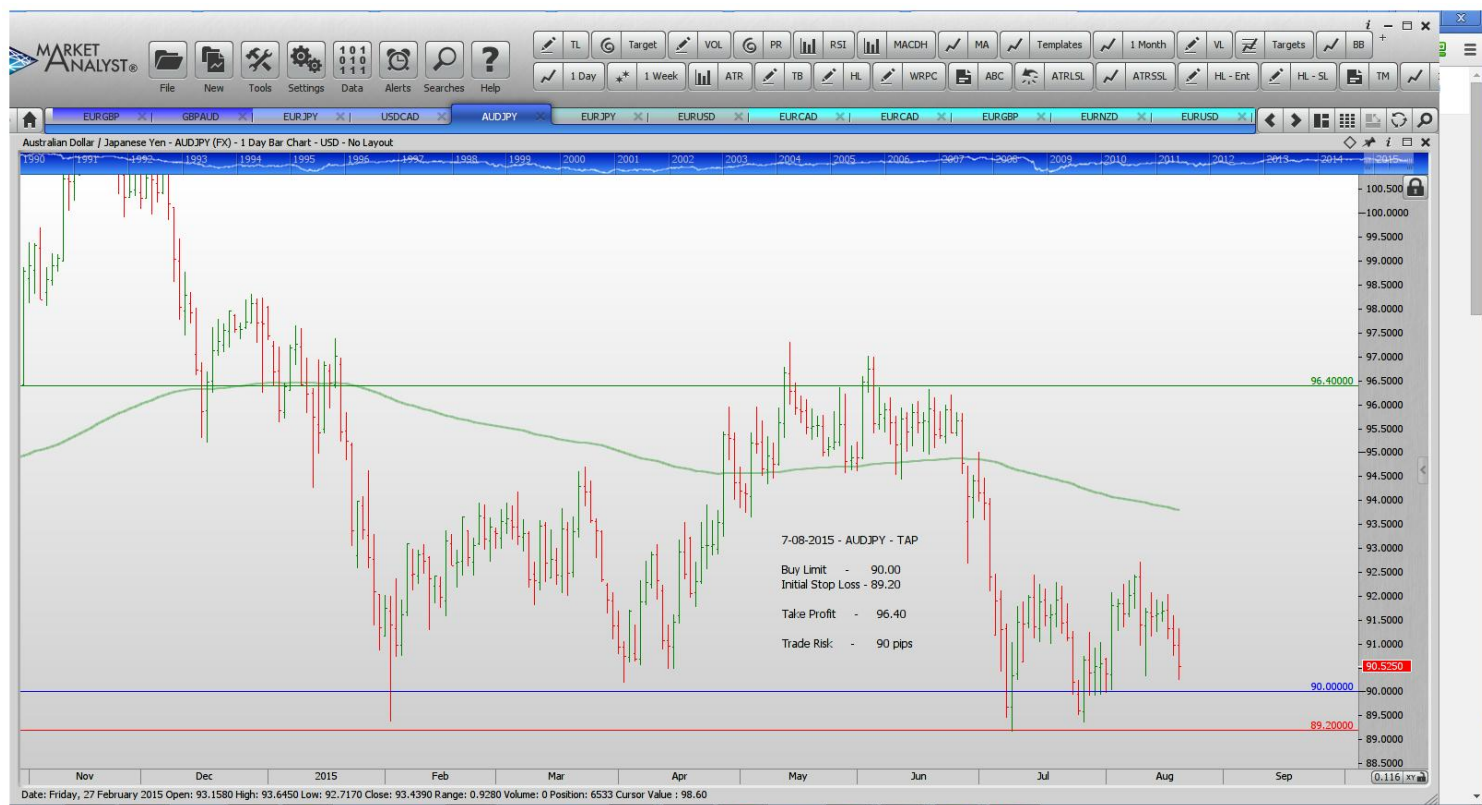 MARKET
ANALYST®
File New Tools Settings Data Alerts Searches Help
TL Target VOL PR RSI MACDH MA Templates 1 Month VL Targets BB
1 Day 1 Week ATR TB HL WRPC ABC ATRLSL ATRSSL HL - Ent HL - SL TM
EURGBP GBPAUD EURJPY USDCAD AUDJPY EURJPY EURUSD EURCAD EURCAD EURGBP EURNZD EURUSD
Australian Dollar / Japanese Yen - AUDJPY (FX) - 1 Day Bar Chart - USD - No Layout
1990 1991 1992 1993 1994 1995 1996 1997 1998 1999 2000 2001 2002 2003 2004 2005 2006 2007 2008 2009 2010 2011 2012 2013 2014 2015
100.500
100.0000
99.5000
99.0000
98.5000
98.0000
97.5000
97.0000
96.40000 96.5000
96.0000
95.5000
95.0000
94.5000
94.0000
93.5000
7-08-2015 - AUDJPY - TAP
93.0000
Buy Limit - 90.00
92.5000
Initial Stop Loss - 89.20
92.0000
Take Profit - 96.40
91.5000
Trade Risk - 90 pips
91.0000
90.5250
90.00000 90.0000
89.5000
89.20000
89.0000
88.5000
Nov Dec 2015 Feb Mar Apr May Jun Jul Aug Sep 0.116 XY
Date: Friday, 27 February 2015 Open: 93.1580 High: 93.6450 Low: 92.7170 Close: 93.4390 Range: 0.9280 Volume: 0 Position: 6533 Cursor Value : 98.60